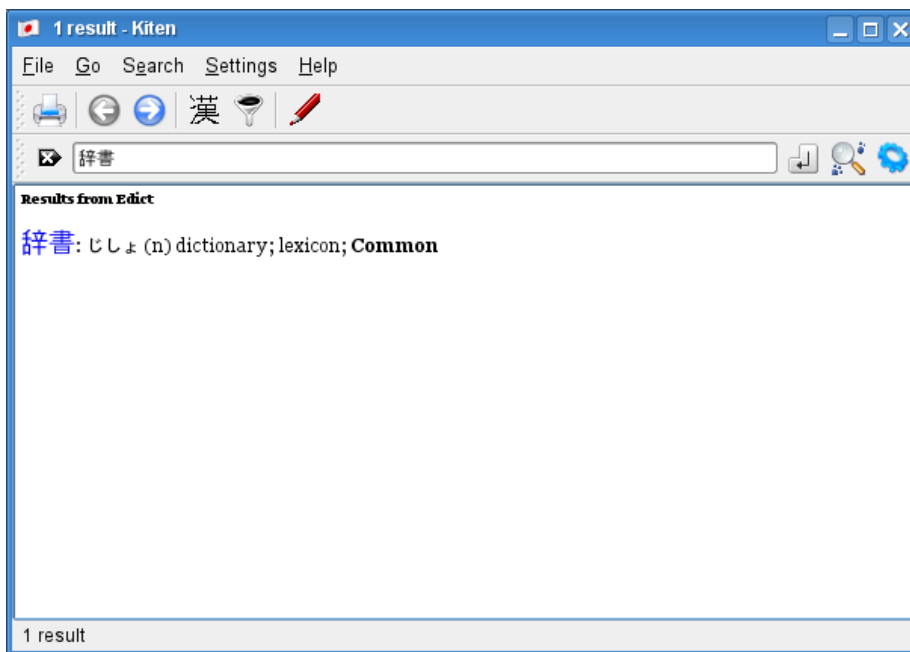 1 result - Kiten
File Go Search Settings Help
漢
辞書
Results from Edict
辞書: じしょ (n) dictionary; lexicon; Common
1 result